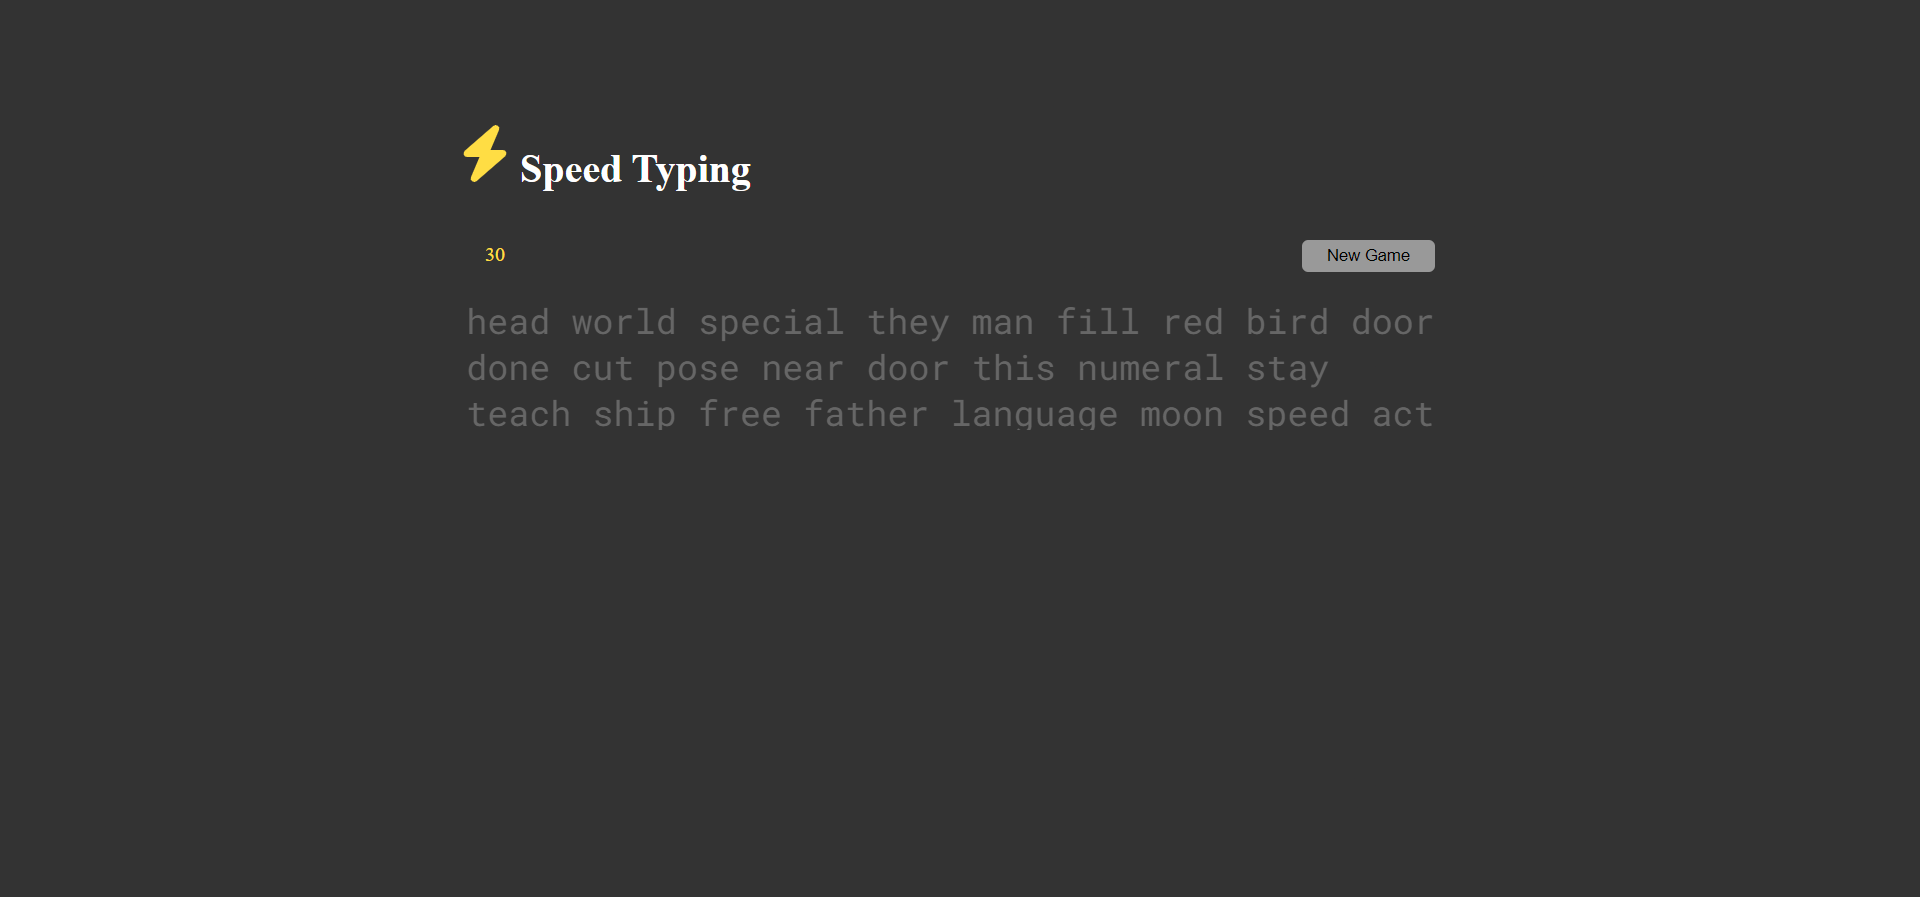 Speed Typing
30
New Game
head world special they man fill red bird door
done cut pose near door this numeral stay
teach ship free father language moon speed act